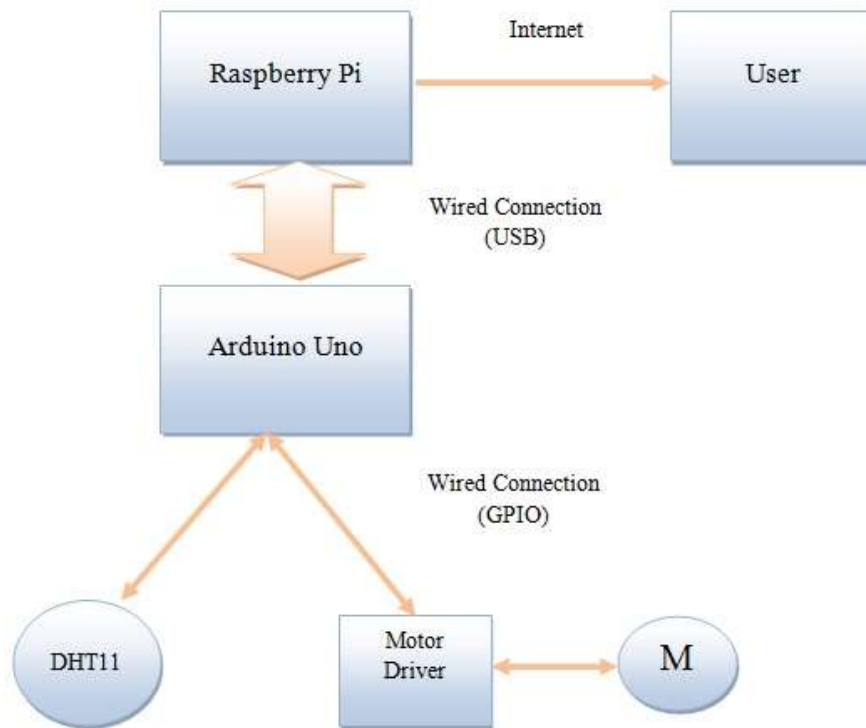 Internet
Raspberry Pi
User
Wired Connection
(USB)
Arduino Uno
Wired Connection
(GPIO)
DHT11
Motor
Driver
M